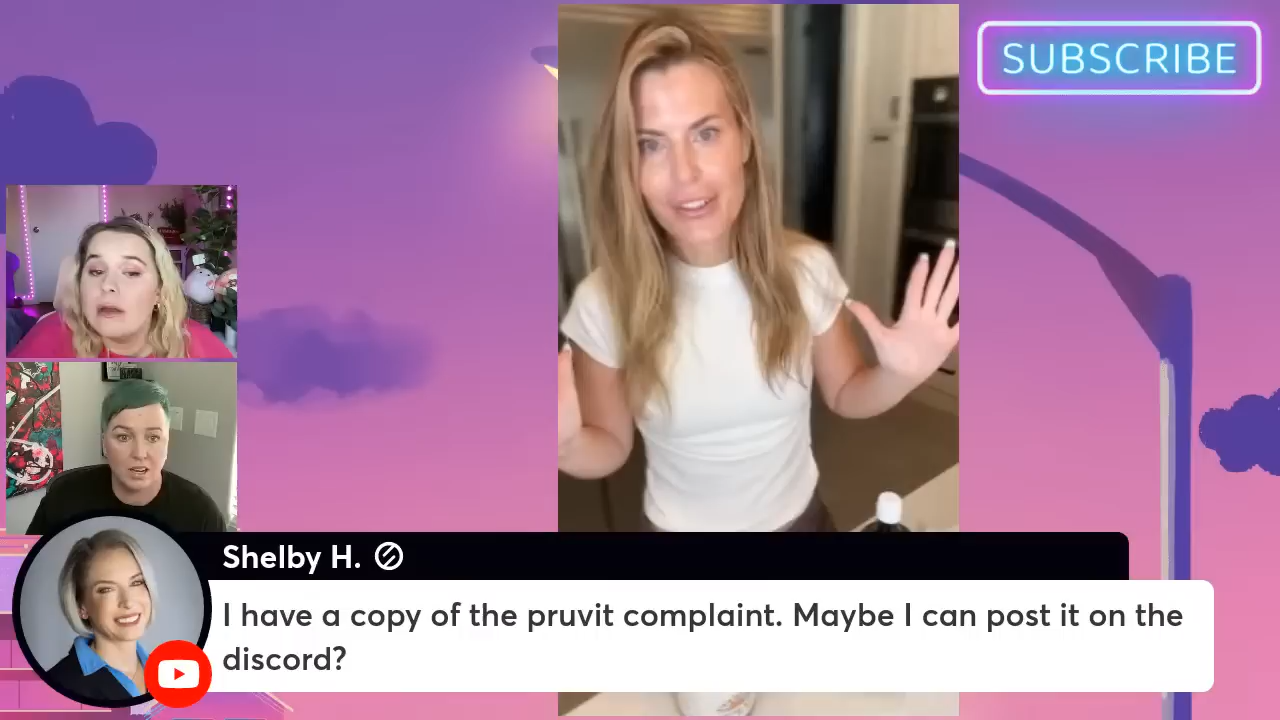 SUBSCRIBE
Shelby H.
I have a copy of the pruvit complaint. Maybe I can post it on the
discord?